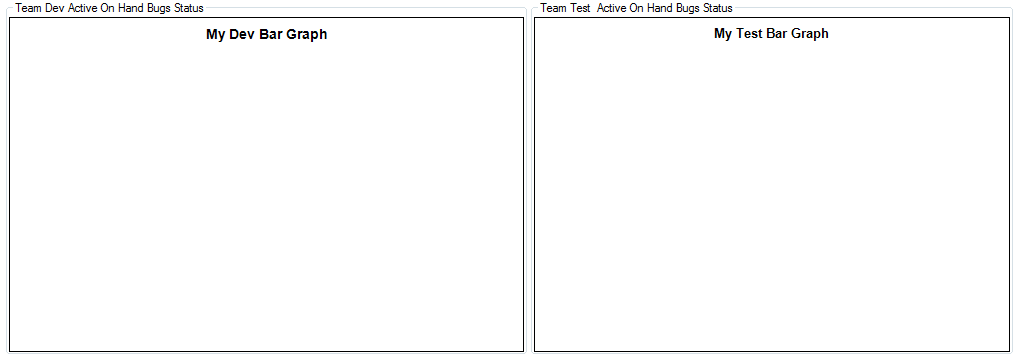 Team Dev Active On Hand Bugs Status
My Dev Bar Graph
Team Test  Active On Hand Bugs Status
My Test Bar Graph